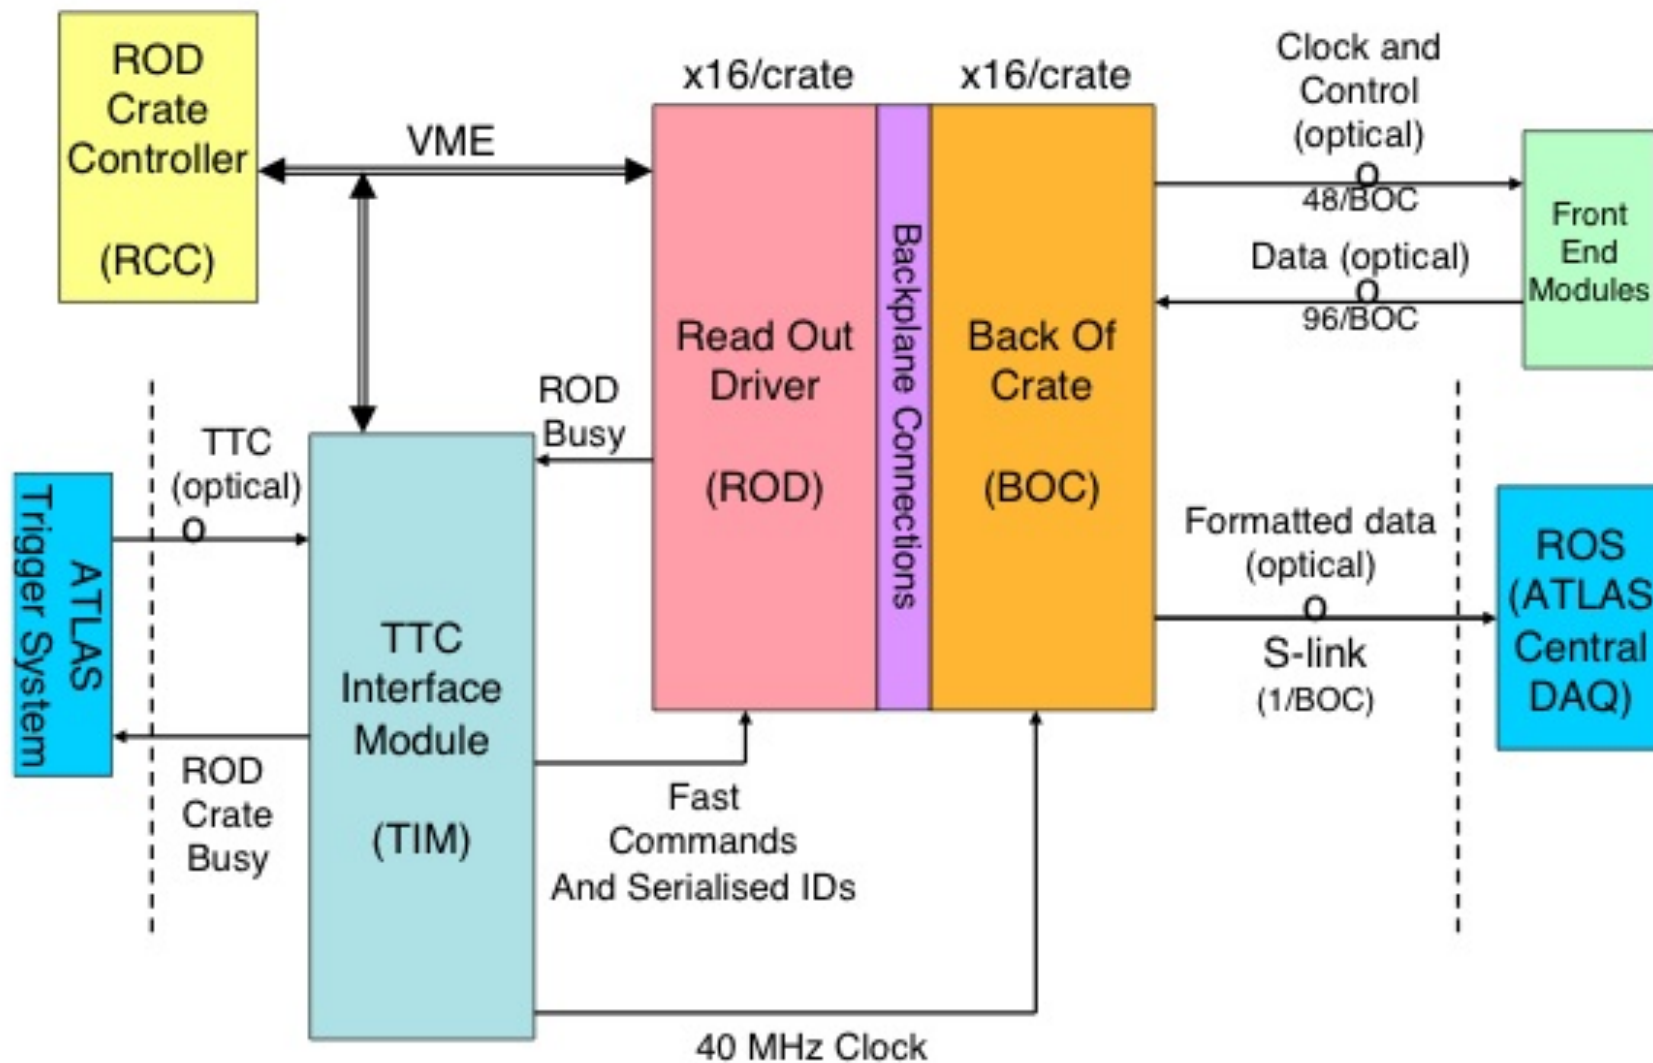 ROD
Crate
Controller
(RCC)
VME
x16/crate
x16/crate
Clock and
Control
(optical)
48/BOC
Data (optical)
96/BOC
Front
End
Modules
Read Out
Driver
(ROD)
Backplane Connections
Back Of
Crate
(BOC)
ROD
Busy
TTC
(optical)
ATLAS
Trigger System
ROD
Crate
Busy
TTC
Interface
Module
(TIM)
Fast
Commands
And Serialised IDs
40 MHz Clock
Formatted data
(optical)
S-link
(1/BOC)
ROS
(ATLAS
Central
DAQ)